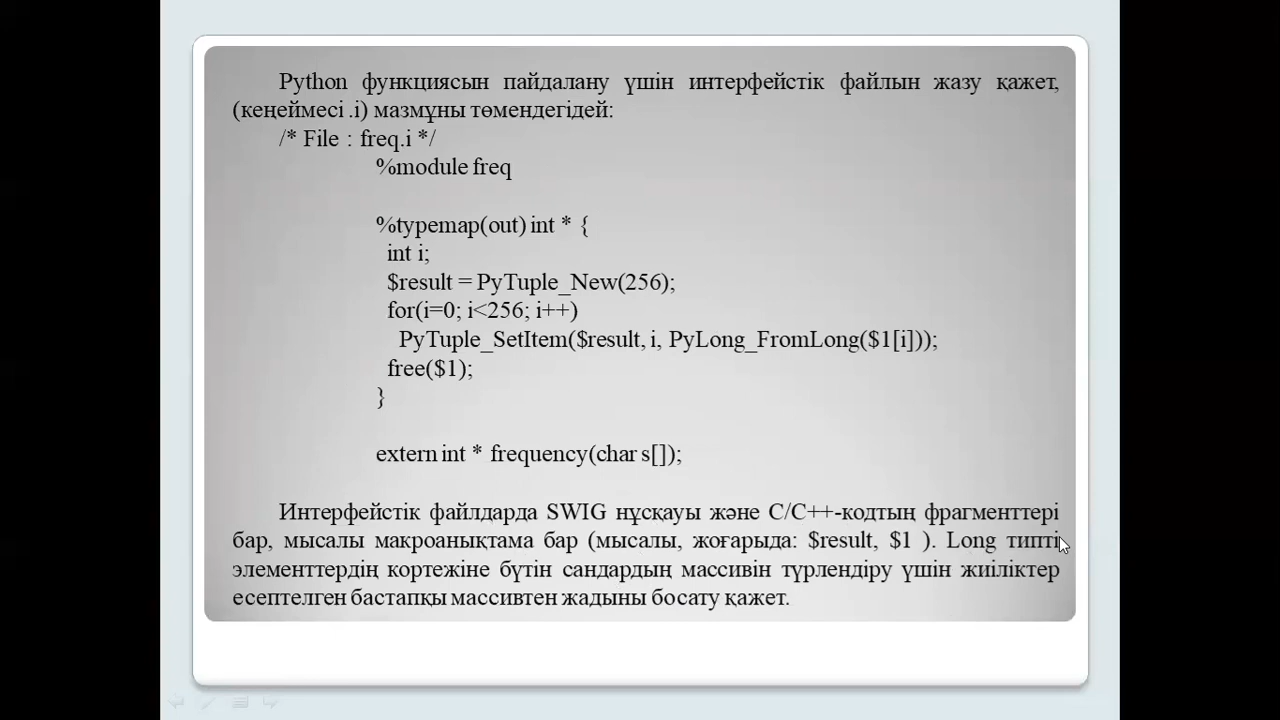 Python функциясын пайдалану үшін интерфейстік файлын жазу қажет,
(кеңеймесі .i) мазмұны төмендегідей:
/* File : freq.i */
%module freq
%typemap(out) int * {
int i;
$result = PyTuple_New(256);
for(i=0; i<256; i++)
PyTuple_SetItem($result, i, PyLong_FromLong($1[i]));
free($1);
}
extern int * frequency(char s[]);
Интерфейстік файлдарда SWIG нұсқауы және C/C++-кодтың фрагменттері
бар, мысалы макроанықтама бар (мысалы, жоғарыда: $result, $1 ). Long типті
элементтердің кортежіне бүтін сандардың массивін түрлендіру үшін жиіліктер
есептелген бастапқы массивтен жадыны босату қажет.